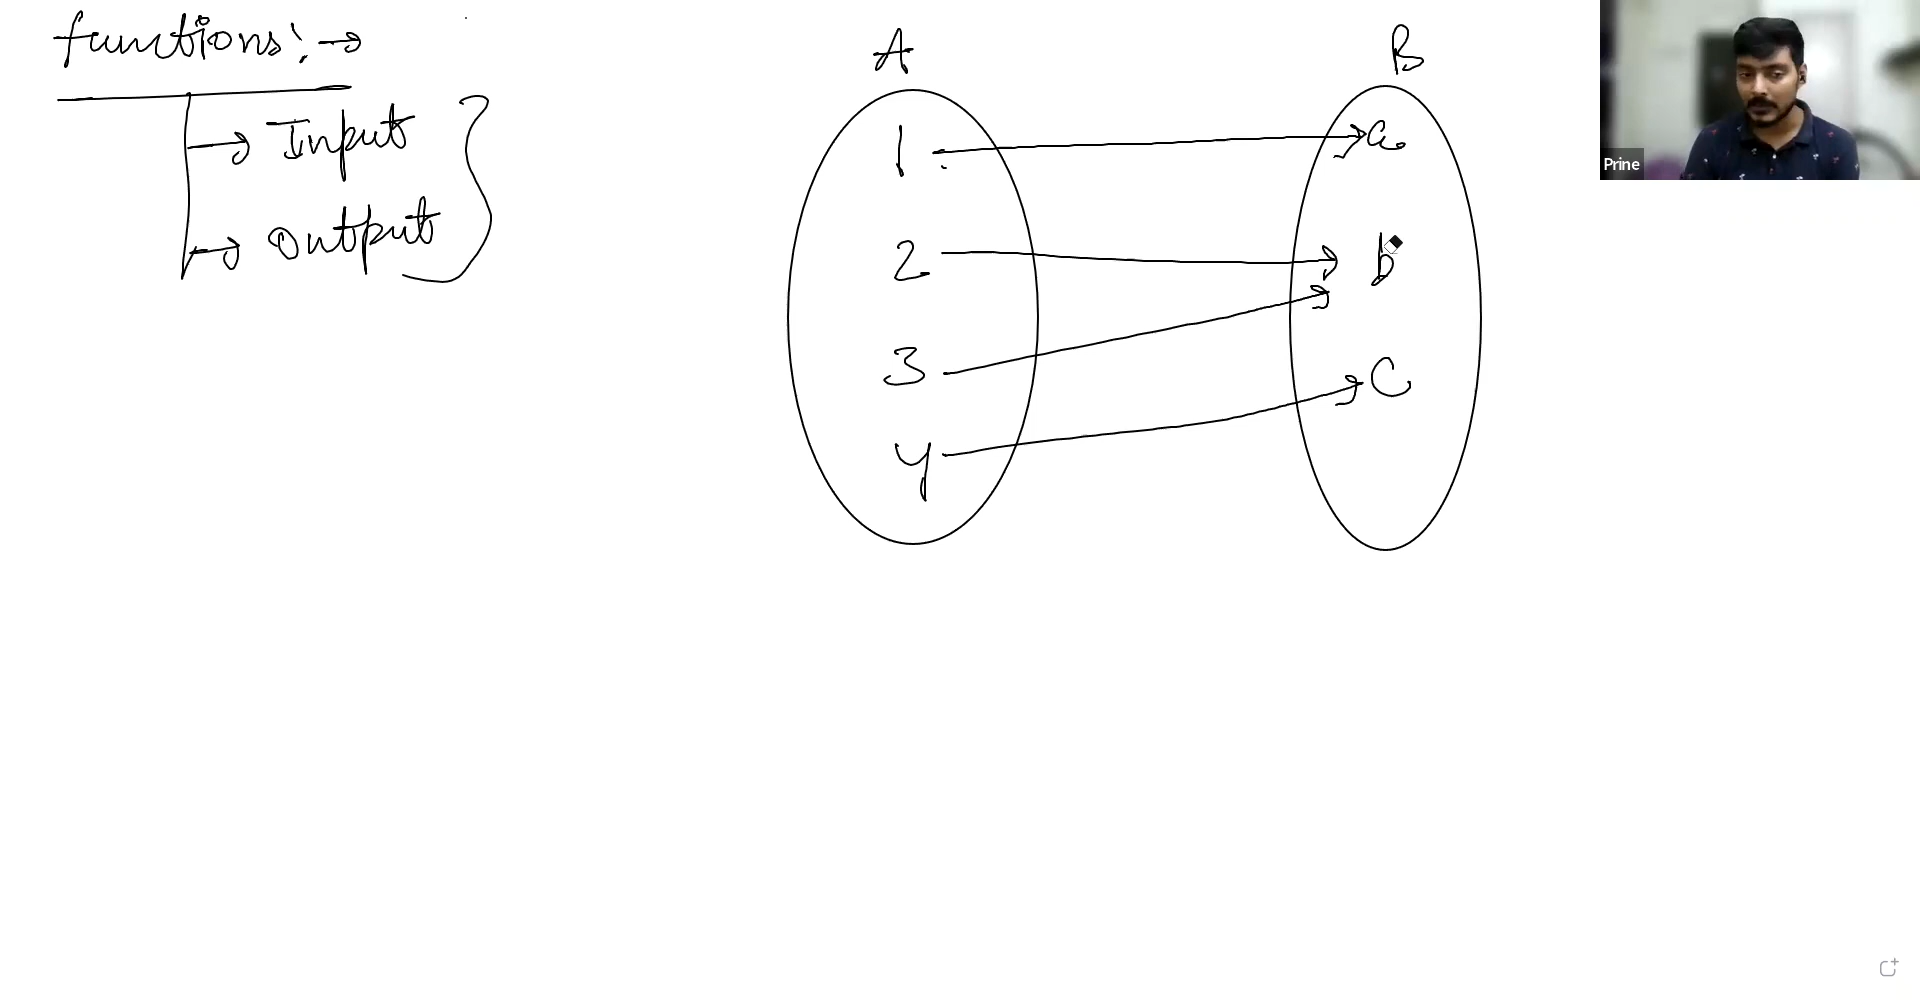 functions:→
→ Input
→ Output
A
B
1
a
2
b
3
c
4
Prine